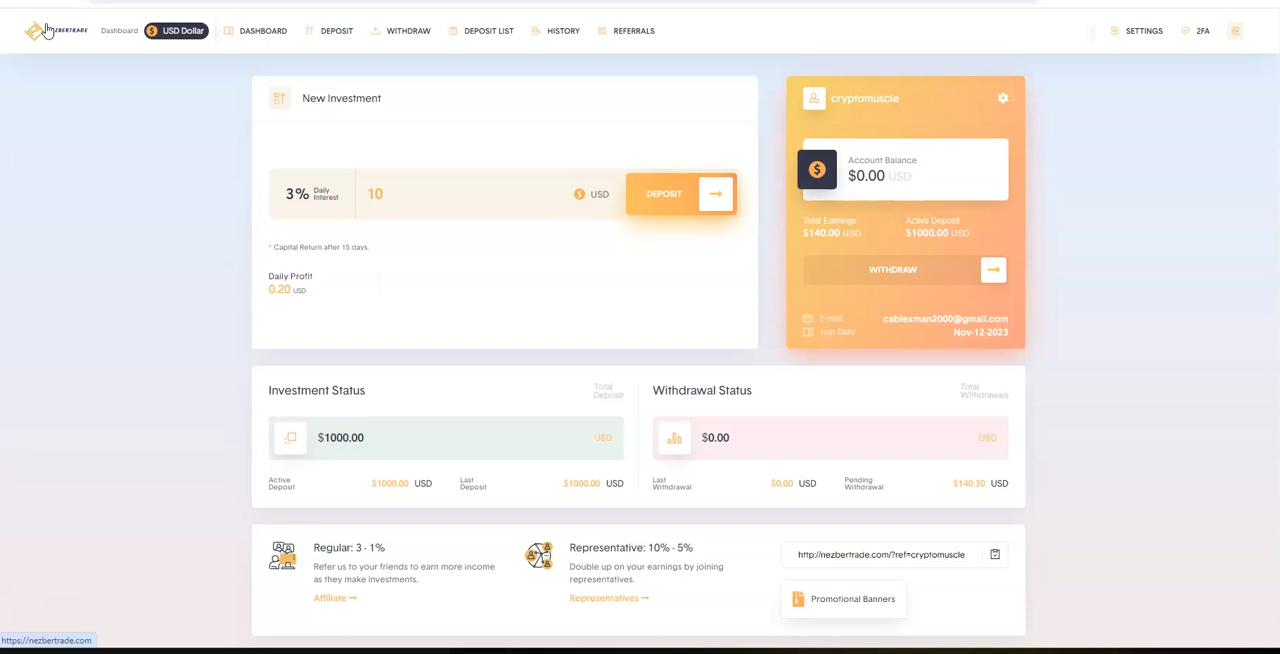 NEZBERTRADE
Dashboard
USD Dollar
DASHBOARD
DEPOSIT
WITHDRAW
DEPOSIT LIST
HISTORY
REFERRALS
SETTINGS
2FA
New Investment
3% Daily Interest
10
USD
DEPOSIT
* Capital Return after 15 days.
Daily Profit
0.20 USD
cryptomuscle
Account Balance
$0.00 USD
Total Earnings
$140.00 USD
Active Deposit
$1000.00 USD
WITHDRAW
E-mail
cablexman2000@gmail.com
Join Date
Nov-12-2023
Investment Status
Total
Deposit
$1000.00
USD
Active
Deposit
$1000.00 USD
Last
Deposit
$1000.00 USD
Withdrawal Status
Total
Withdrawals
$0.00
USD
Last
Withdrawal
$0.00 USD
Pending
Withdrawal
$140.30 USD
Regular: 3 - 1%
Refer us to your friends to earn more income
as they make investments.
Affiliate
Representative: 10% - 5%
Double up on your earnings by joining
representatives.
Representatives
http://nezbertrade.com/?ref=cryptomuscle
Promotional Banners
https://nezbertrade.com